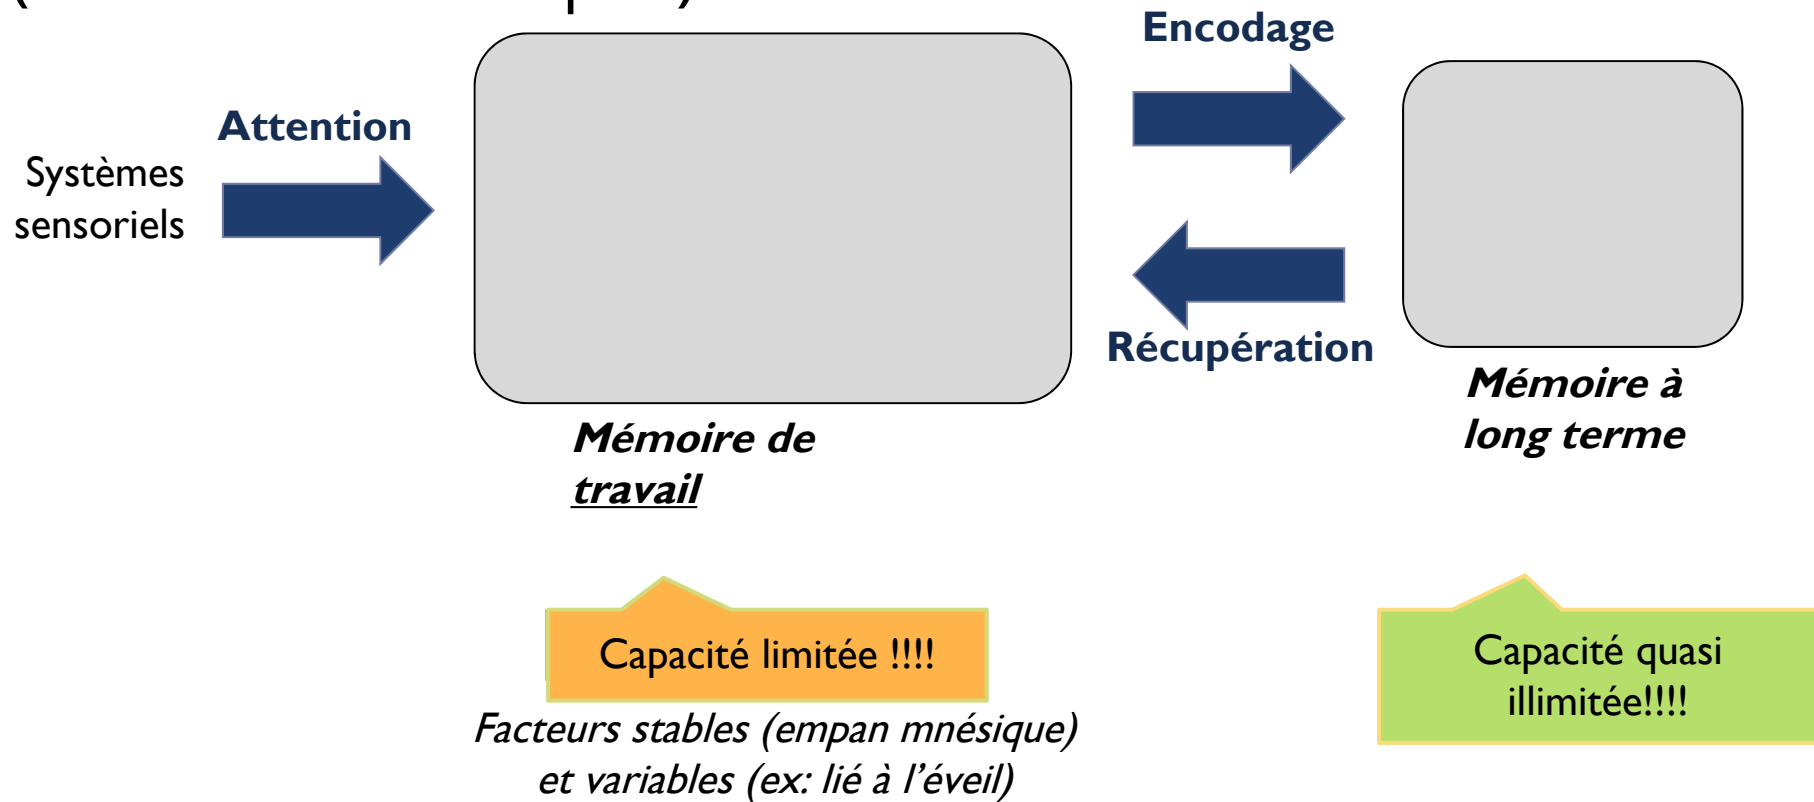 Encodage
Attention
Systèmes
sensoriels
Récupération
Mémoire à
long terme
Mémoire de
travail
Capacité limitée !!!!
Capacité quasi
illimitée!!!!
Facteurs stables (empan mnésique)
et variables (ex: lié à l’éveil)